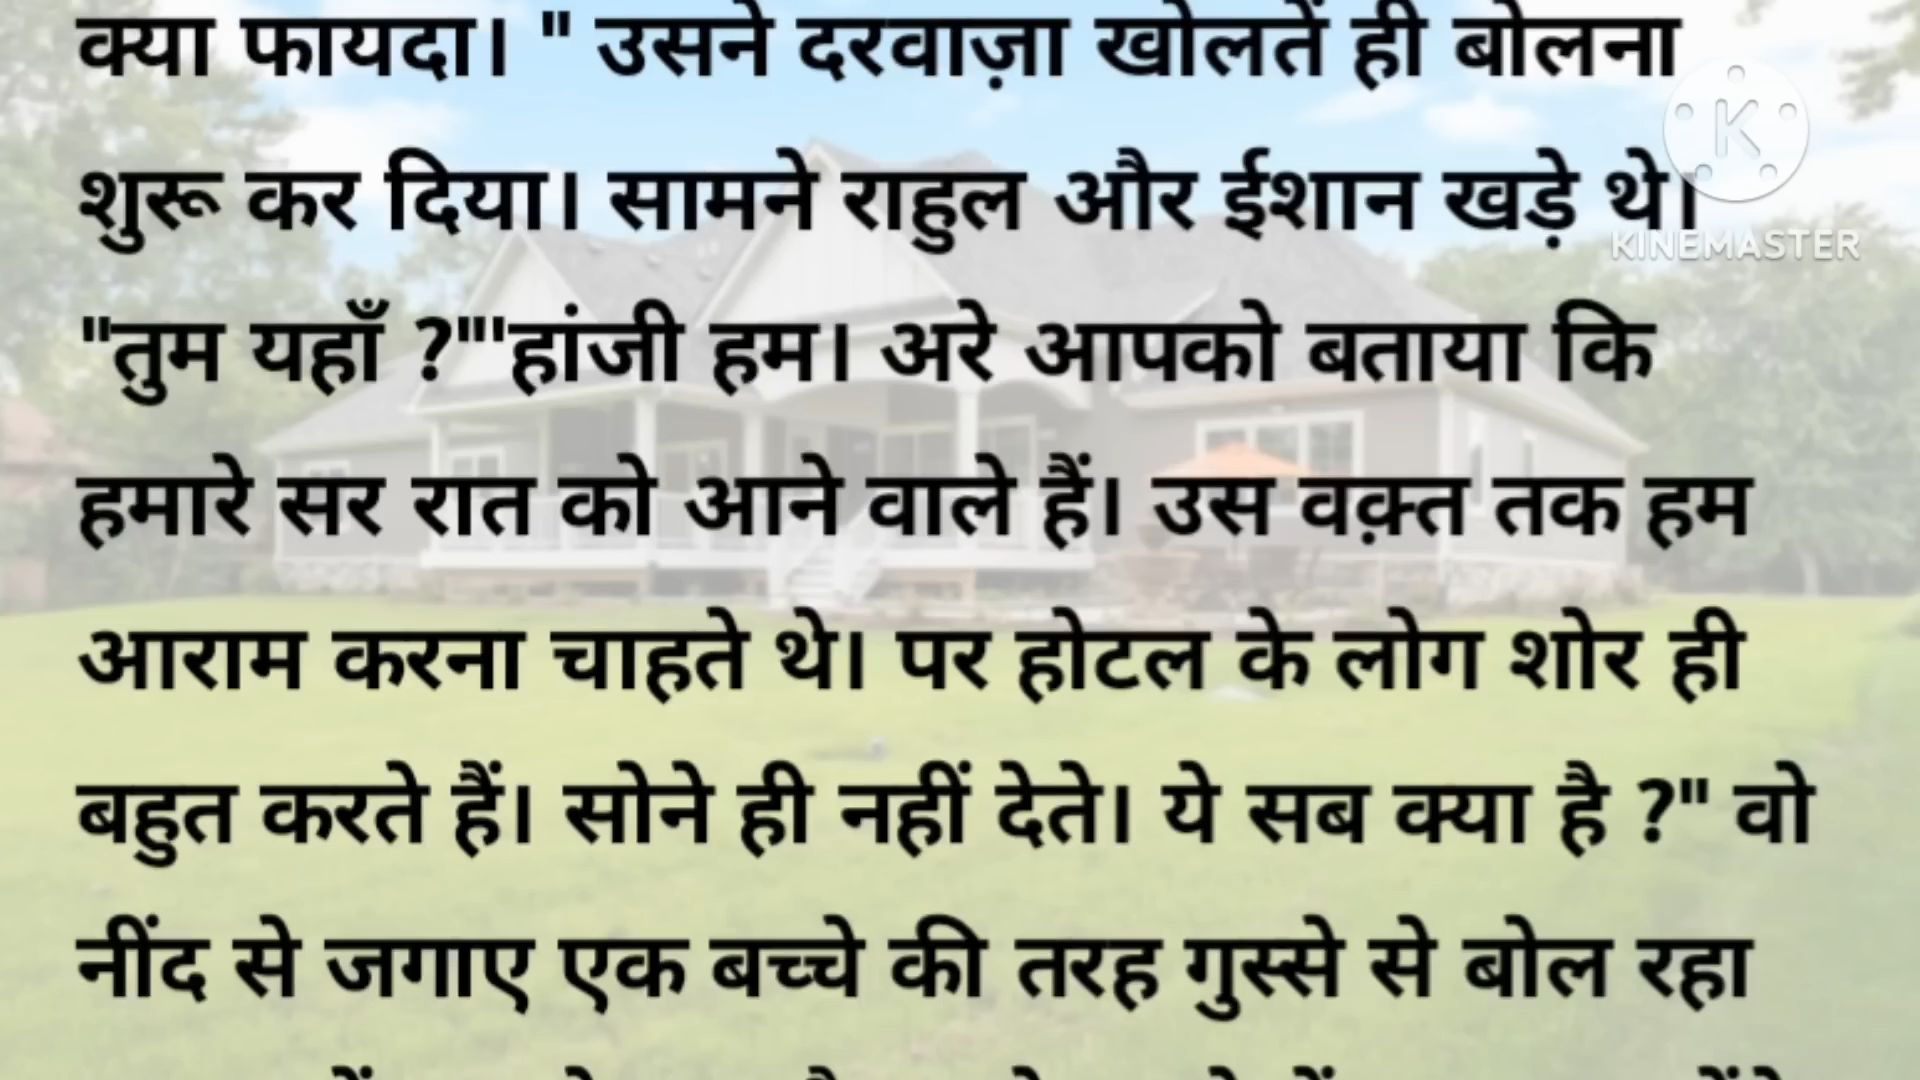 क्या फायदा। " उसने दरवाज़ा खोलतें ही बोलना
शुरू कर दिया। सामने राहुल और ईशान खड़े थे।
"तुम यहाँ ?"'"हांजी हम। अरे आपको बताया कि
हमारे सर रात को आने वाले हैं। उस वक़्त तक हम
आराम करना चाहते थे। पर होटल के लोग शोर ही
बहुत करते हैं। सोने ही नहीं देते। ये सब क्या है ?" वो
नींद से जगाए एक बच्चे की तरह गुस्से से बोल रहा
K
KINEMASTER